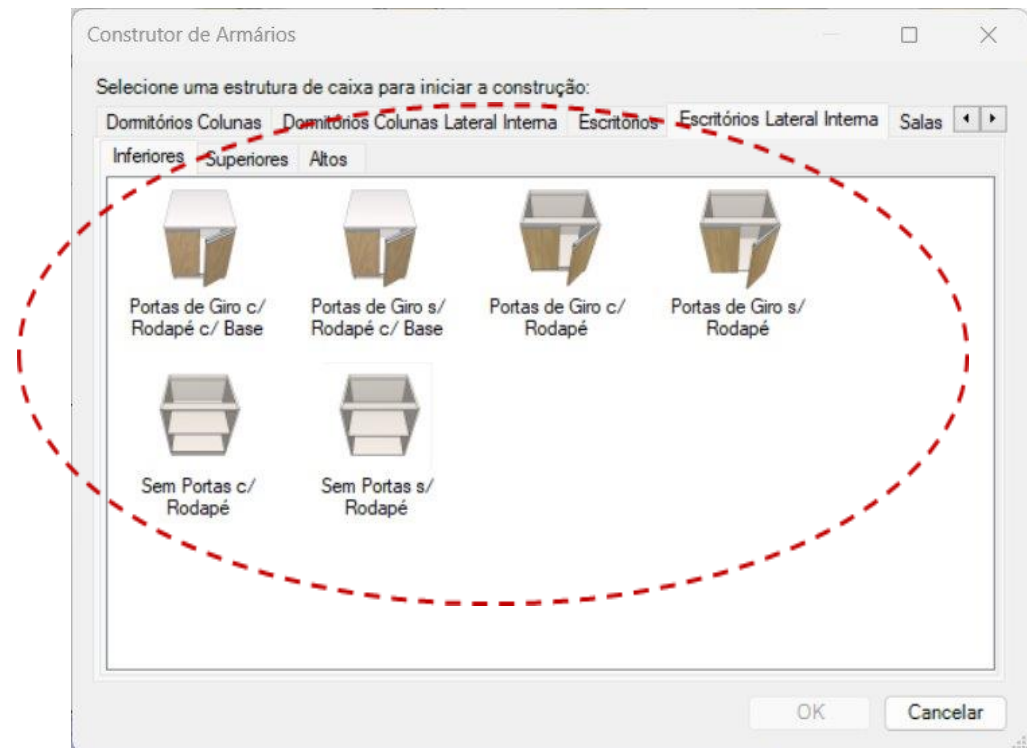 Construtor de Armários
Selecione uma estrutura de caixa para iniciar a construção:
Dormitórios Colunas Dormitórios Colunas Lateral Interna Escritórios Escritórios Lateral Interna Salas
Inferiores Superiores Altos
Portas de Giro c/ Rodapé c/ Base
Portas de Giro s/ Rodapé c/ Base
Portas de Giro c/ Rodapé
Portas de Giro s/ Rodapé
Sem Portas c/ Rodapé
Sem Portas s/ Rodapé
OK Cancelar